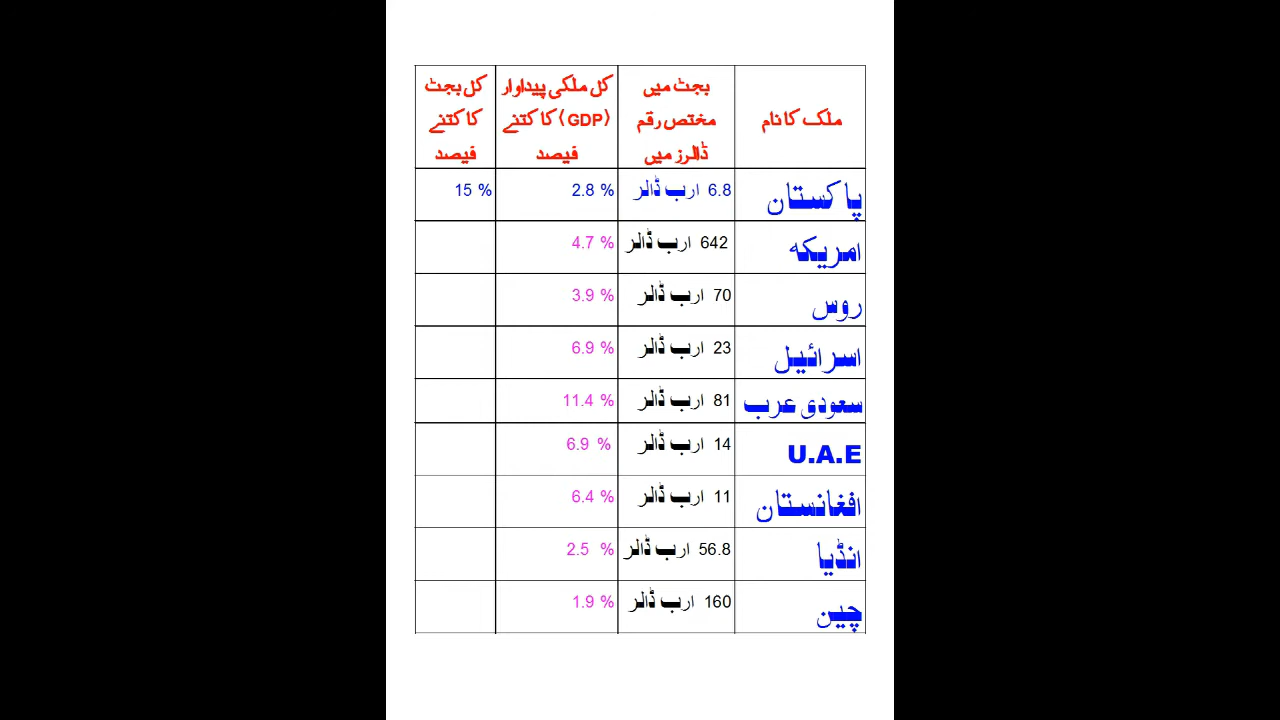 ملک کا نام	بجٹ میں مختص رقم ڈالرز میں	کل ملکی پیداوار (GDP) کا کتنے فیصد	کل بجٹ کا کتنے فیصد
پاکستان	6.8 ارب ڈالر	2.8 %	15 %
امریکہ	642 ارب ڈالر	4.7 %
روس	70 ارب ڈالر	3.9 %
اسرائیل	23 ارب ڈالر	6.9 %
سعودی عرب	81 ارب ڈالر	11.4 %
U.A.E	14 ارب ڈالر	6.9 %
افغانستان	11 ارب ڈالر	6.4 %
انڈیا	56.8 ارب ڈالر	2.5 %
چین	160 ارب ڈالر	1.9 %